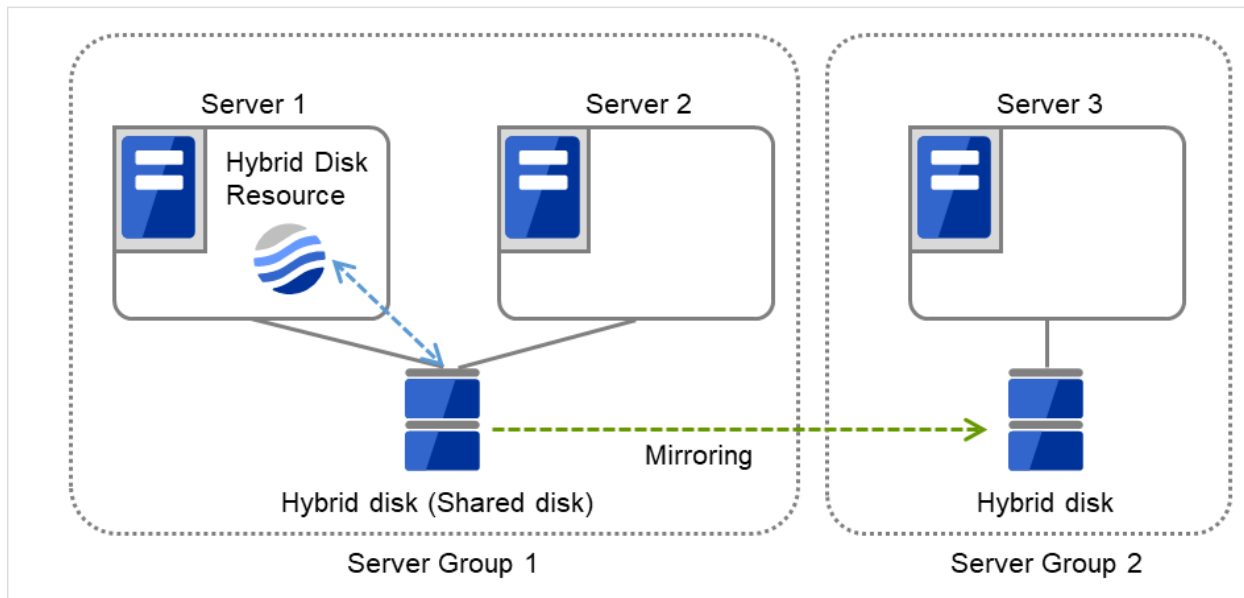 Server 1
Server 2
Server 3
Hybrid Disk
Resource
Mirroring
Hybrid disk (Shared disk)
Hybrid disk
Server Group 1
Server Group 2